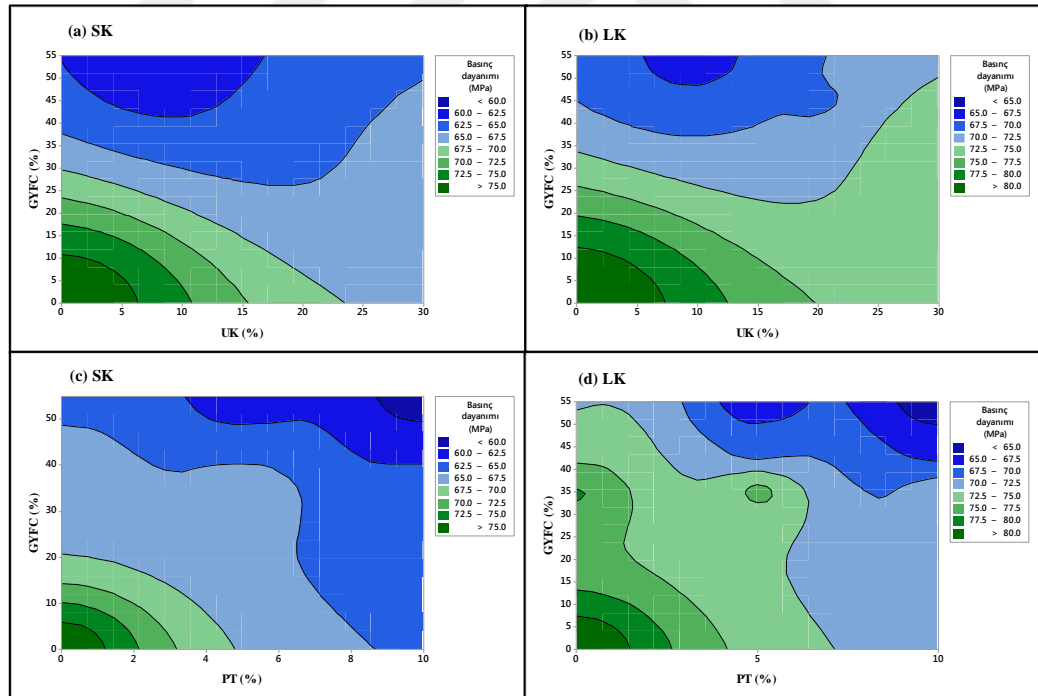 (a) SK
55
50
45
40
35
30
25
20
15
10
5
0
GYFC (%)
0 5 10 15 20 25 30
UK (%)
Basınç
dayanımı
(MPa)
< 60.0
60.0 – 62.5
62.5 – 65.0
65.0 – 67.5
67.5 – 70.0
70.0 – 72.5
72.5 – 75.0
> 75.0
(b) LK
55
50
45
40
35
30
25
20
15
10
5
0
GYFC (%)
0 5 10 15 20 25 30
UK (%)
Basınç
dayanımı
(MPa)
< 65.0
65.0 – 67.5
67.5 – 70.0
70.0 – 72.5
72.5 – 75.0
75.0 – 77.5
77.5 – 80.0
> 80.0
(c) SK
50
40
30
20
10
0
GYFC (%)
0 2 4 6 8 10
PT (%)
Basınç
dayanımı
(MPa)
< 60.0
60.0 – 62.5
62.5 – 65.0
65.0 – 67.5
67.5 – 70.0
70.0 – 72.5
72.5 – 75.0
> 75.0
(d) LK
55
50
45
40
35
30
25
20
15
10
5
0
GYFC (%)
0 5 10
PT (%)
Basınç
dayanımı
(MPa)
< 65.0
65.0 – 67.5
67.5 – 70.0
70.0 – 72.5
72.5 – 75.0
75.0 – 77.5
77.5 – 80.0
> 80.0